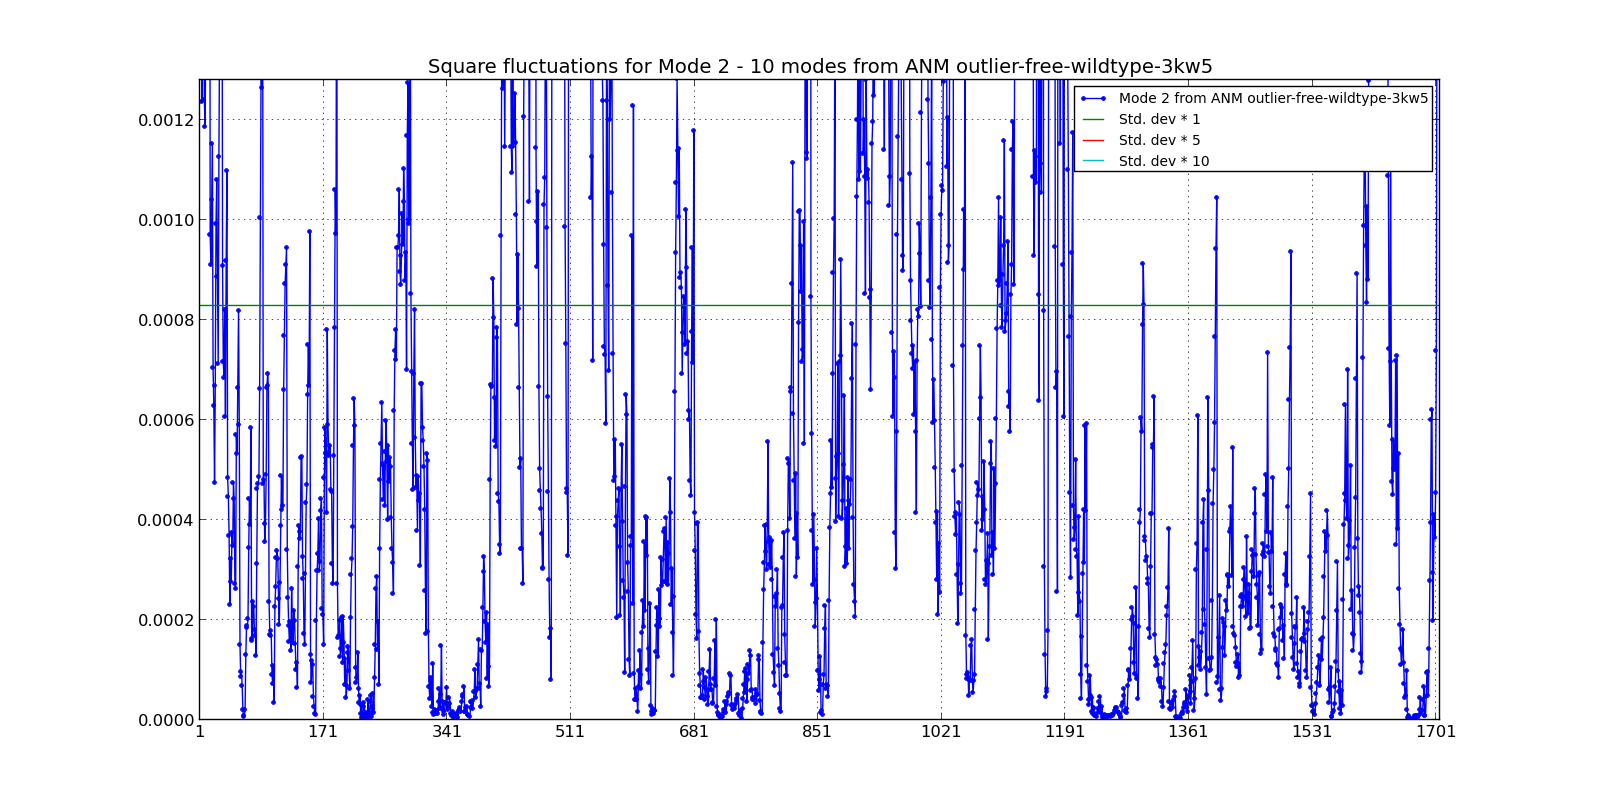 Square fluctuations for Mode 2 - 10 modes from ANM outlier-free-wildtype-3kw5
Mode 2 from ANM outlier-free-wildtype-3kw5
Std. dev * 1
Std. dev * 5
Std. dev * 10
0.0012
0.0010
0.0008
0.0006
0.0004
0.0002
0.0000
1 171 341 511 681 851 1021 1191 1361 1531 1701